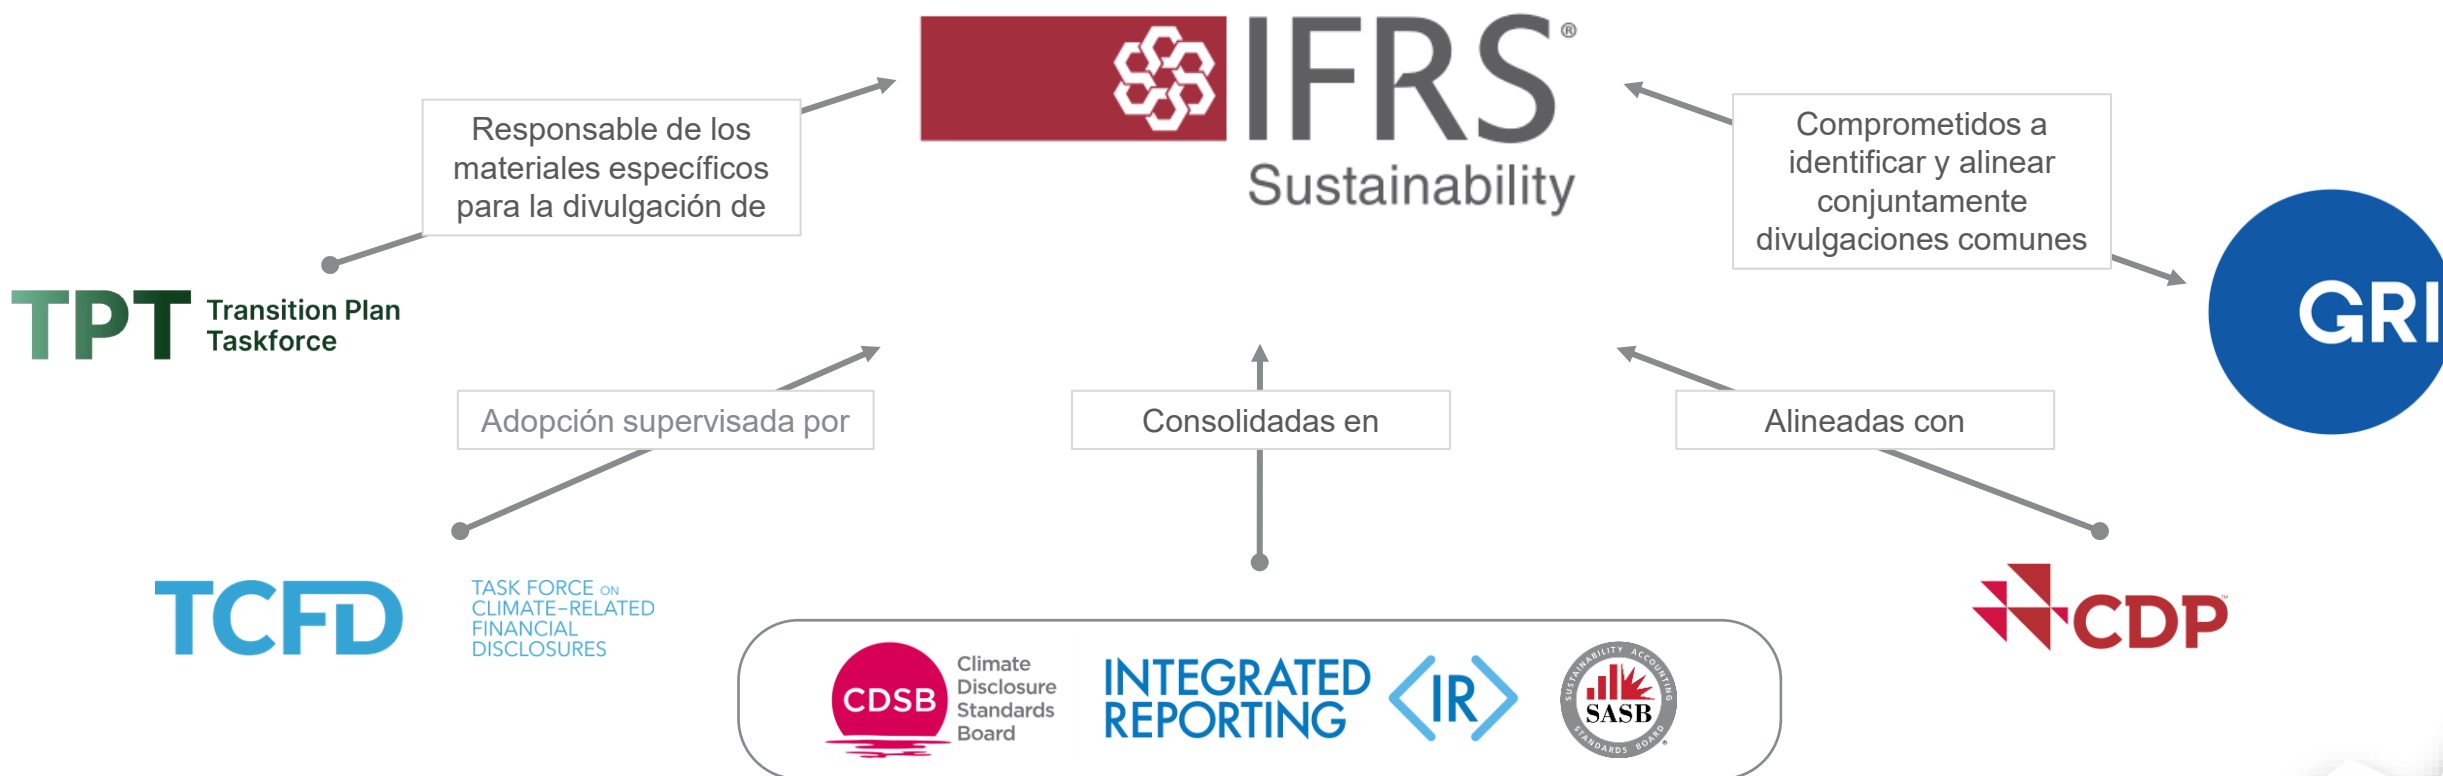 IFRS®
Sustainability
Responsable de los
materiales específicos
para la divulgación de
Comprometidos a
identificar y alinear
conjuntamente
divulgaciones comunes
TPT Transition Plan
Taskforce
GRI
Adopción supervisada por
Consolidadas en
Alineadas con
TCFD
TASK FORCE ON
CLIMATE-RELATED
FINANCIAL
DISCLOSURES
CDP™
CDSB
Climate
Disclosure
Standards
Board
INTEGRATED
REPORTING
<IR>
SUSTAINABILITY ACCOUNTING
SASB
STANDARDS BOARD
®